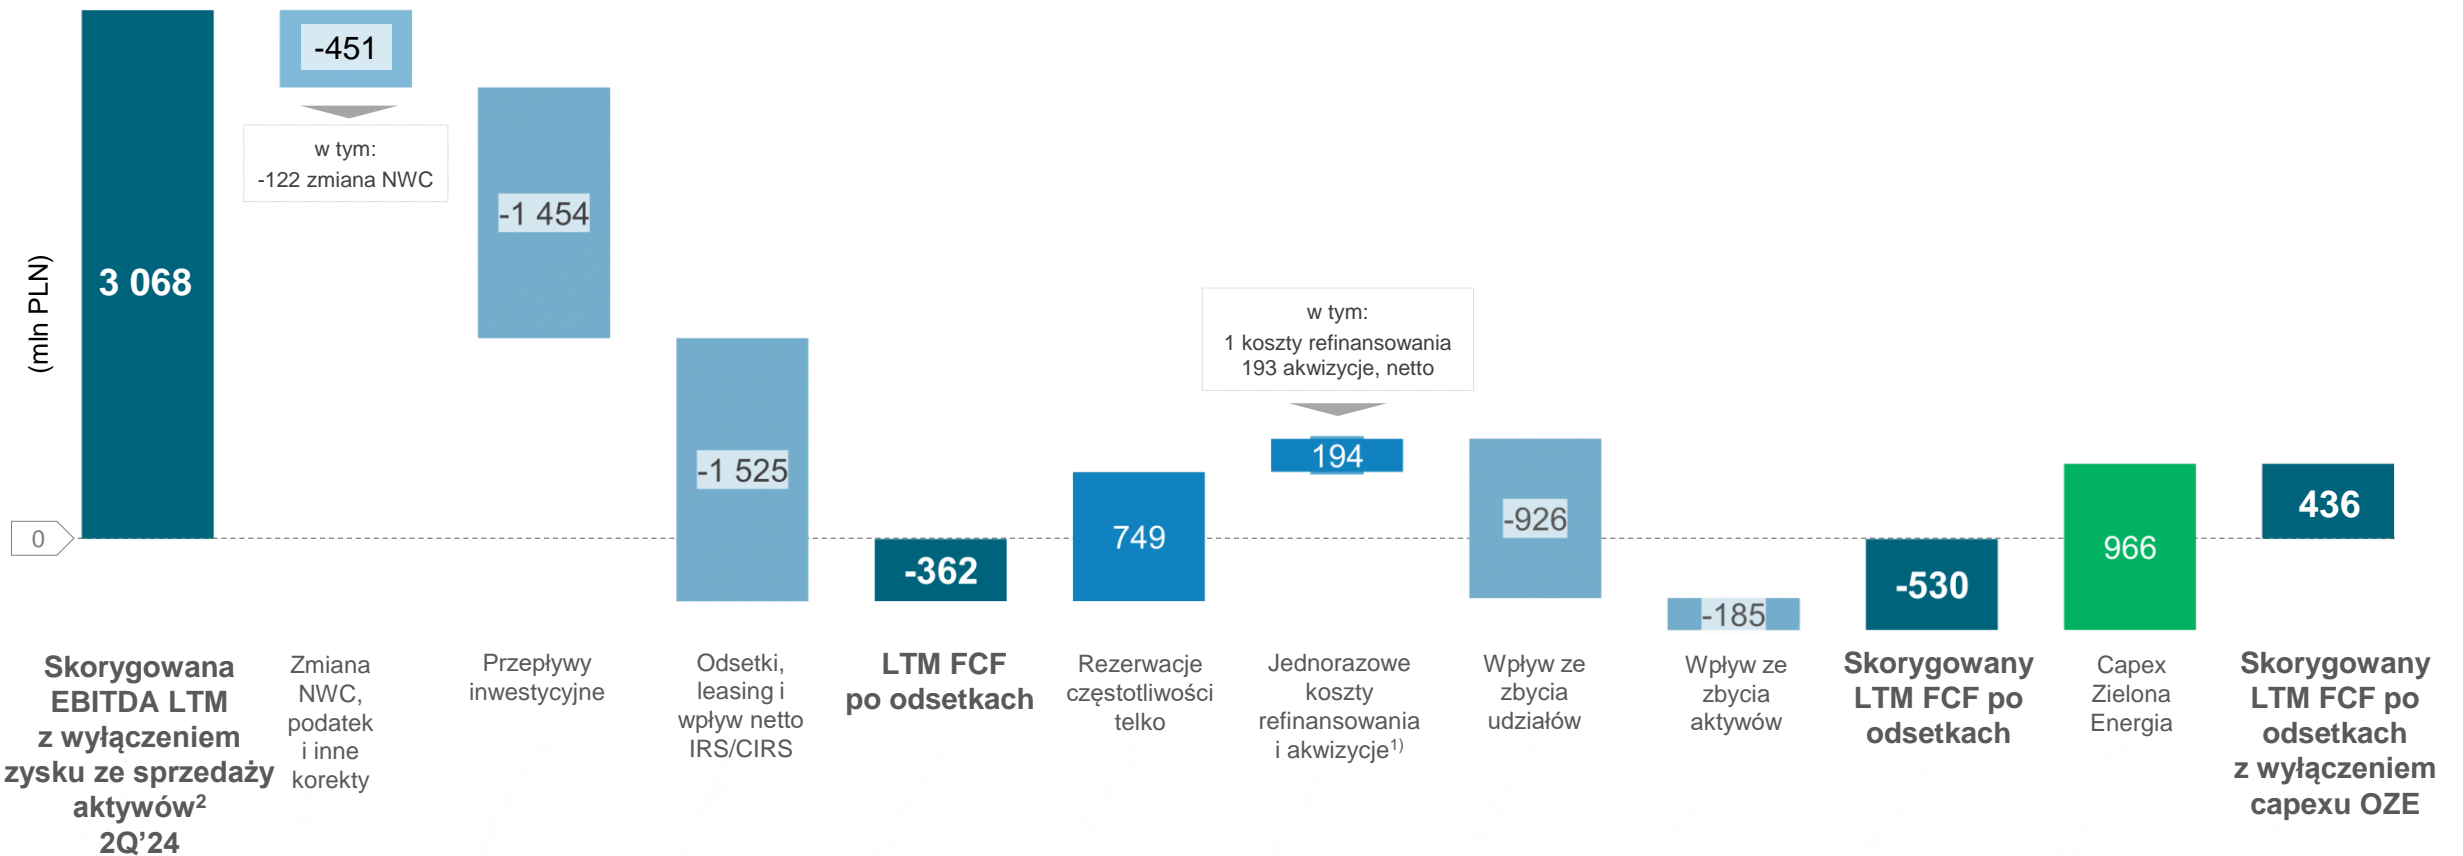 (mln PLN)
0
3 068
-451
w tym:
-122 zmiana NWC
-1 454
-1 525
-362
749
w tym:
1 koszty refinansowania
193 akwizycje, netto
194
-926
-185
-530
966
436
Skorygowana
EBITDA LTM
z wyłączeniem
zysku ze sprzedaży
aktywów2
2Q’24
Zmiana
NWC,
podatek
i inne
korekty
Przepływy
inwestycyjne
Odsetki,
leasing i
wpływ netto
IRS/CIRS
LTM FCF
po odsetkach
Rezerwacje
częstotliwości
telko
Jednorazowe
koszty
refinansowania
i akwizycje1)
Wpływ ze
zbycia
udziałów
Wpływ ze
zbycia
aktywów
Skorygowany
LTM FCF po
odsetkach
Capex
Zielona
Energia
Skorygowany
LTM FCF po
odsetkach
z wyłączeniem
capexu OZE